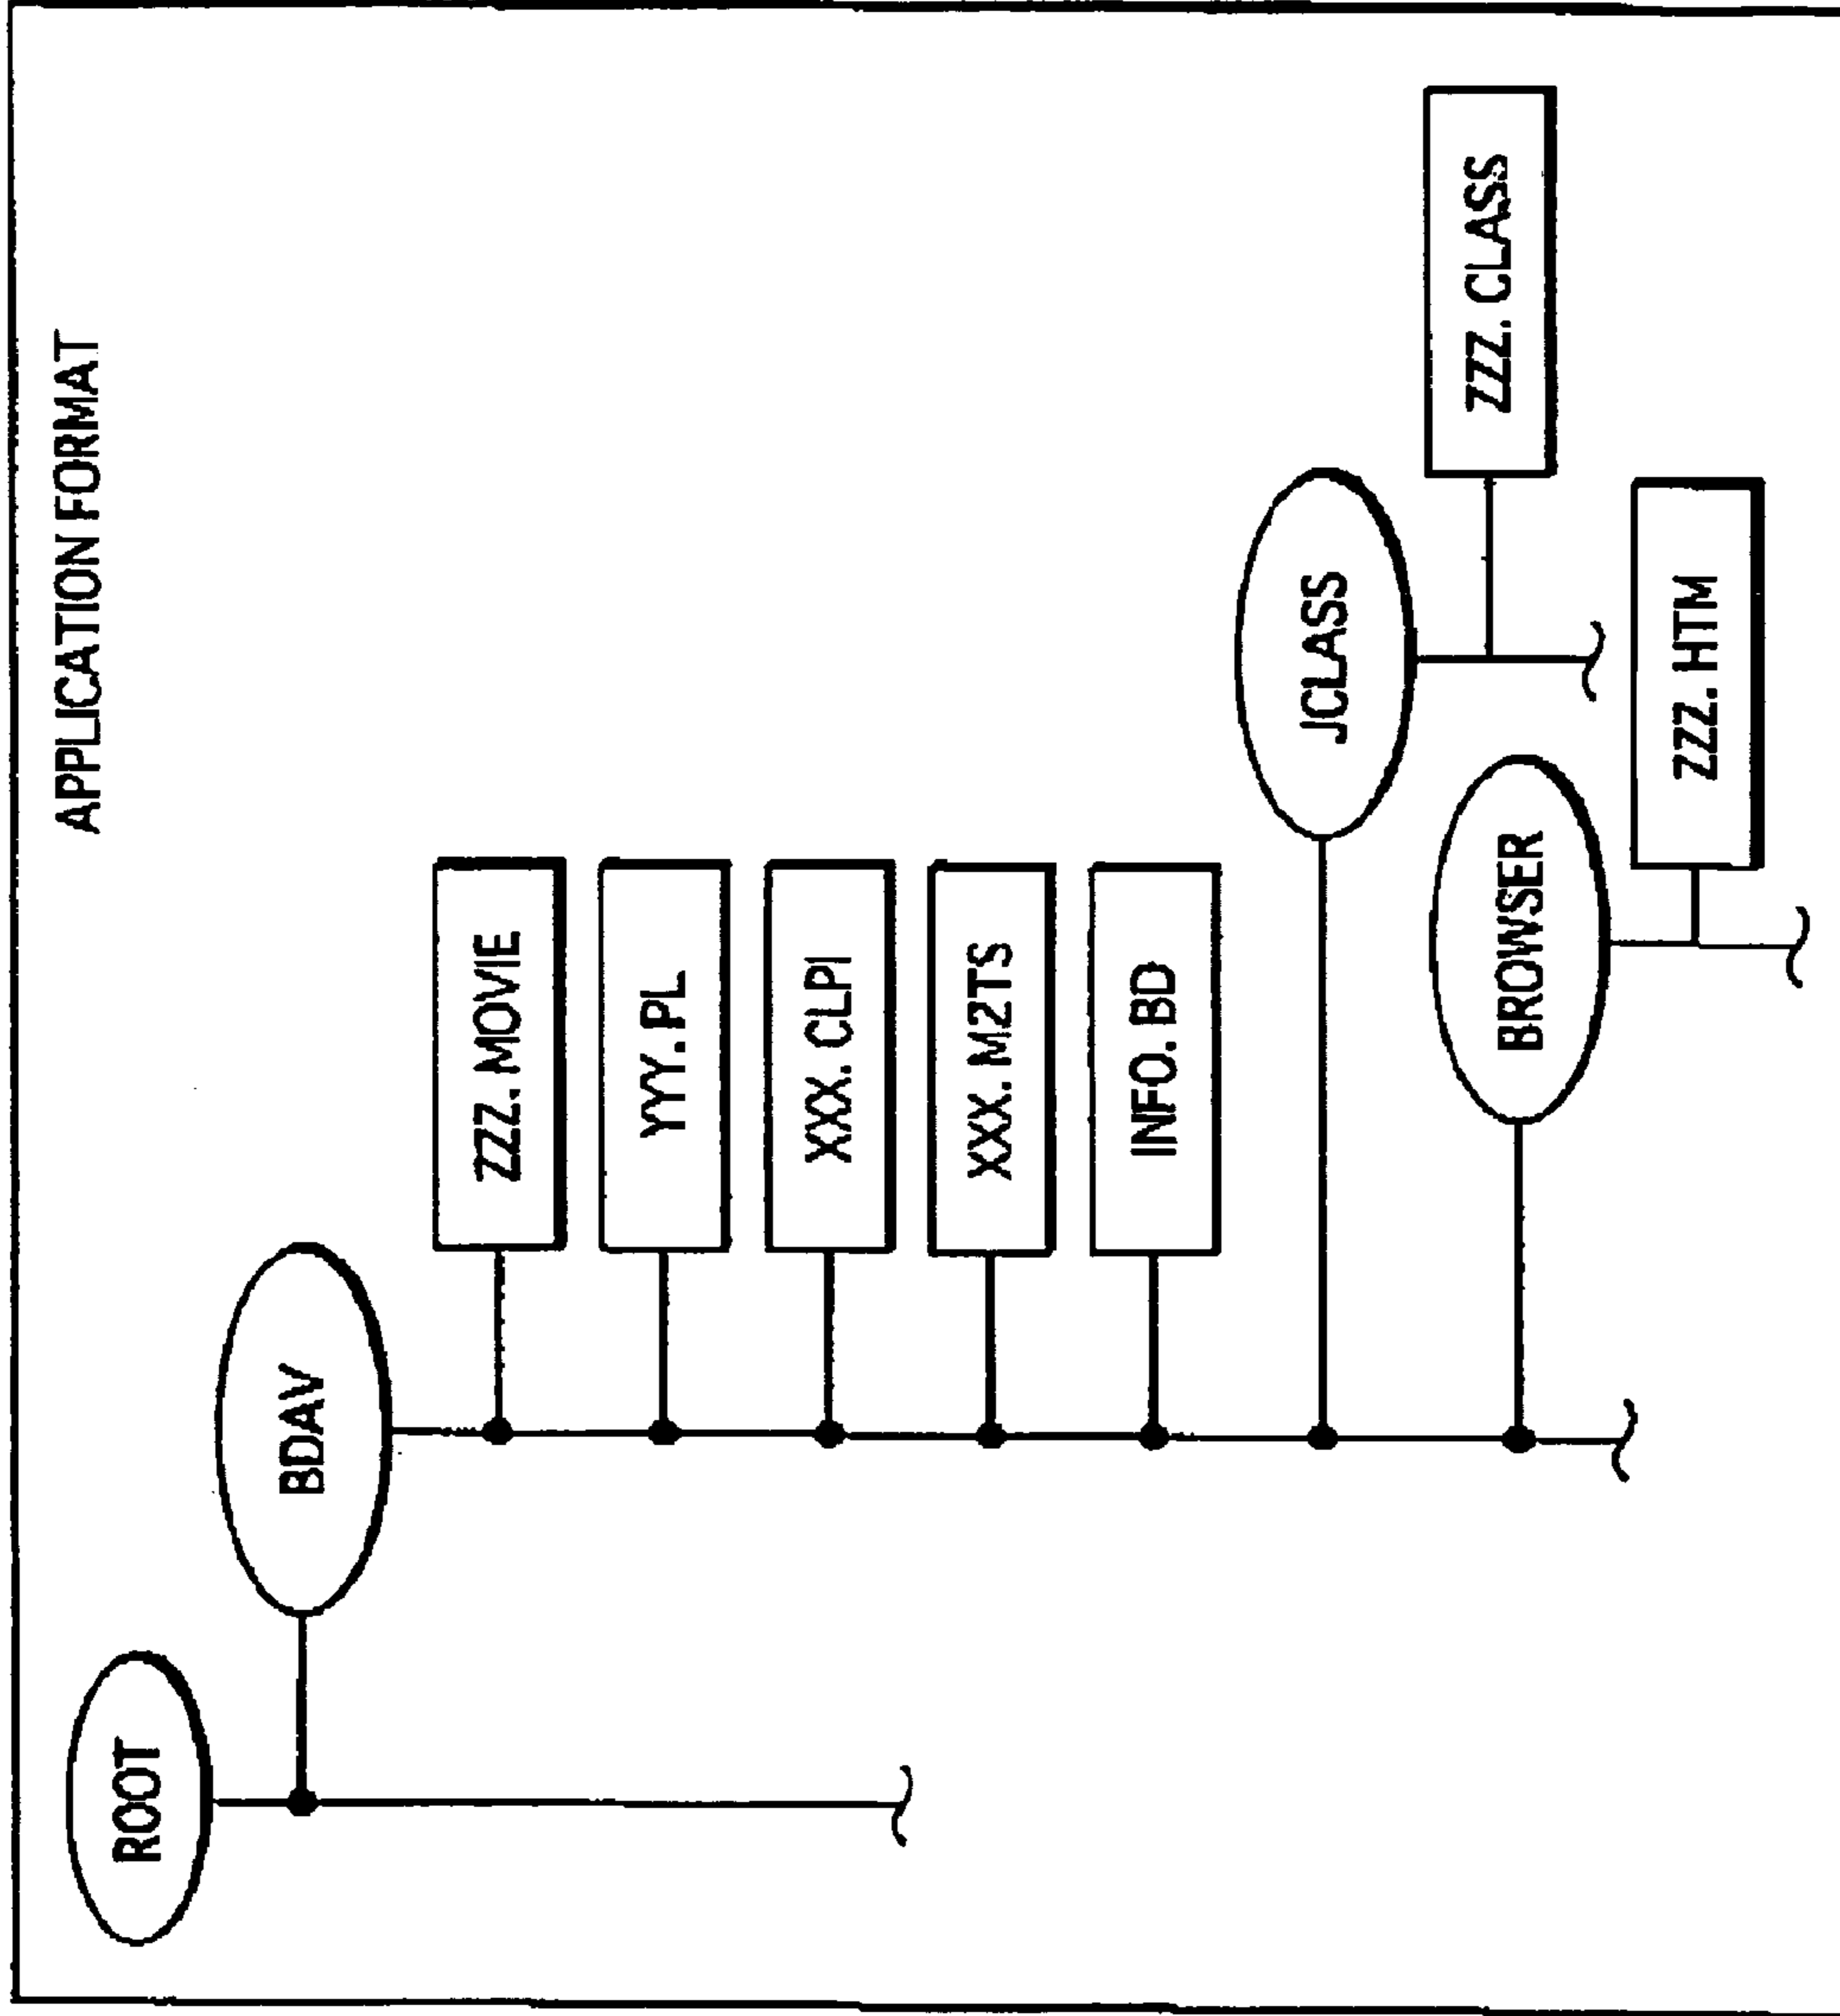 APPLICATION FORMAT
ROOT
BDAV
ZZZ. MOVIE
YYY. PL
XXX. CLPI
XXX. M2TS
INFO. BD
JCLASS
ZZZ. CLASS
BROWSER
ZZZ. HTM